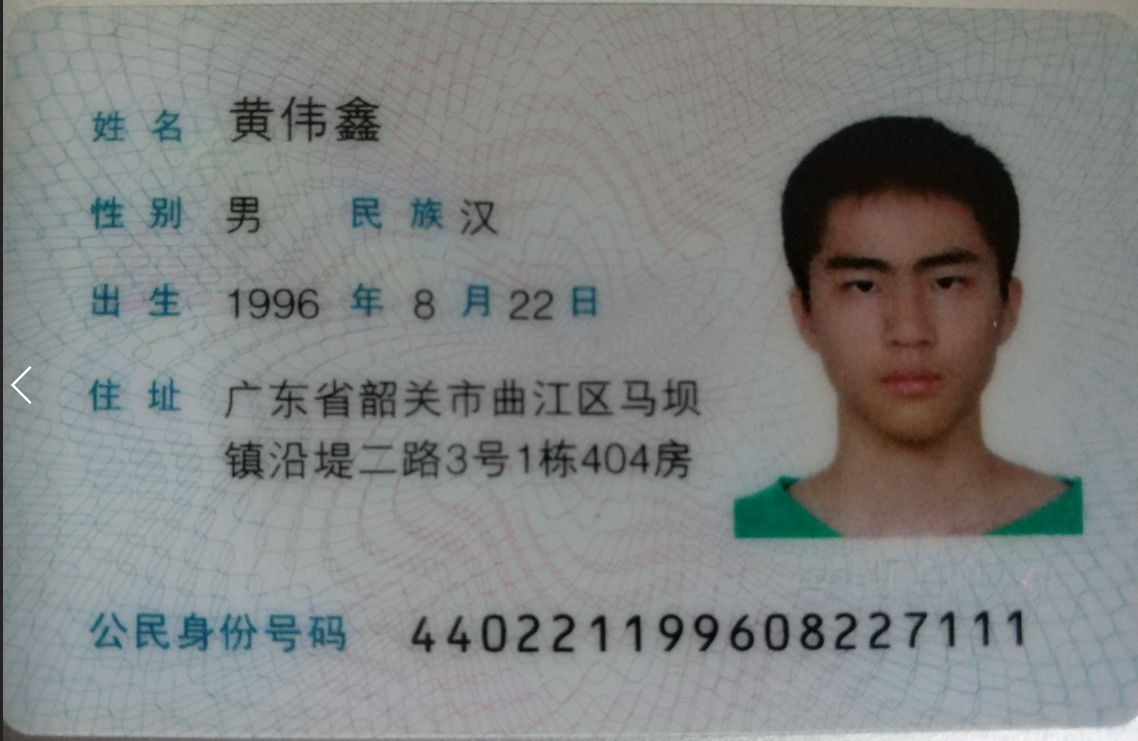 姓名 黄伟鑫
性别 男 民族 汉
出生 1996 年 8 月 22 日
住址 广东省韶关市曲江区马坝
镇沿堤二路3号1栋404房
公民身份号码 440221199608227111